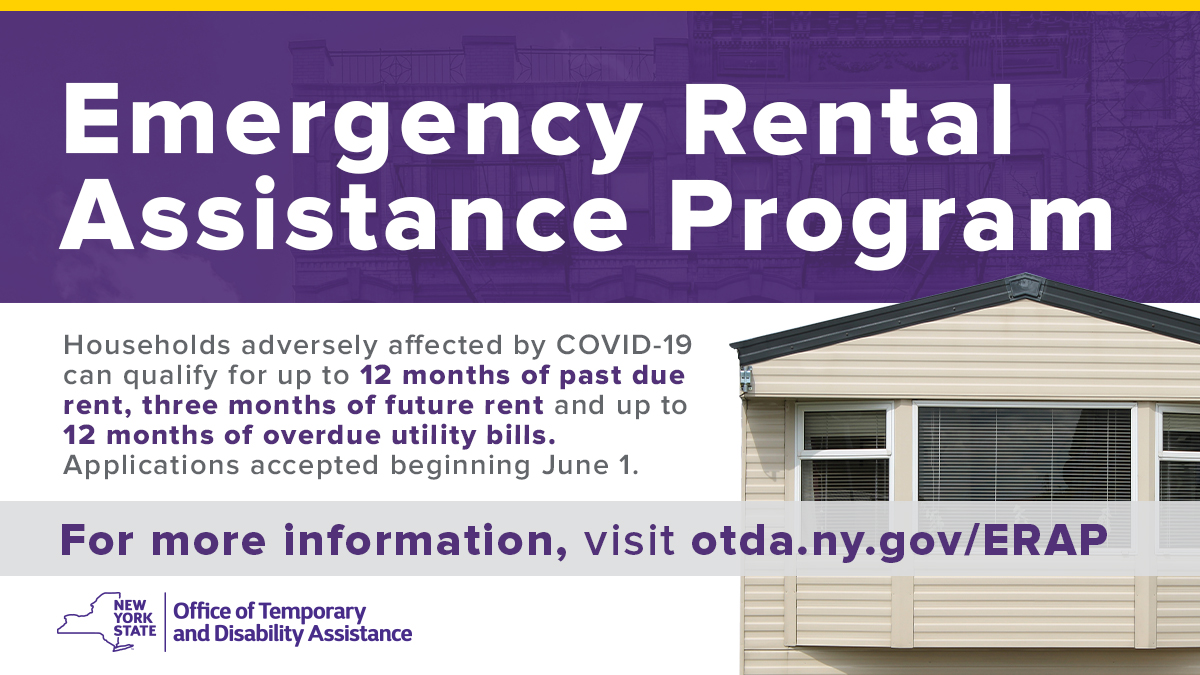 Emergency Rental
Assistance Program
Households adversely affected by COVID-19
can qualify for up to 12 months of past due
rent, three months of future rent and up to
12 months of overdue utility bills.
Applications accepted beginning June 1.
For more information, visit otda.ny.gov/ERAP
NEW
YORK
STATE
Office of Temporary
and Disability Assistance